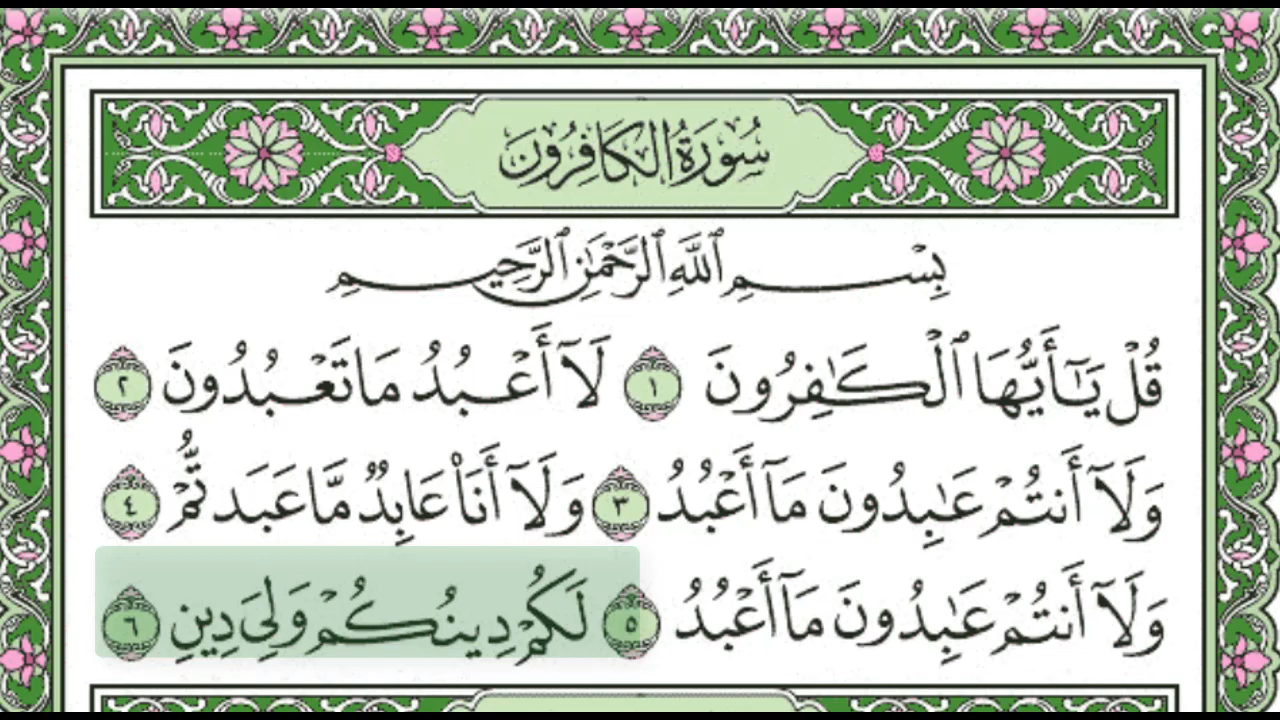 سُورَةُ الكَافِرُونَ
بِسْمِ ٱللَّهِ ٱلرَّحْمَٰنِ ٱلرَّحِيمِ
قُلْ يَـٰٓأَيُّهَا ٱلْكَـٰفِرُونَ ١ لَآ أَعْبُدُ مَا تَعْبُدُونَ ٢
وَلَآ أَنتُمْ عَـٰبِدُونَ مَآ أَعْبُدُ ٣ وَلَآ أَنَا۠ عَابِدٌ مَّا عَبَدتُّمْ ٤
وَلَآ أَنتُمْ عَـٰبِدُونَ مَآ أَعْبُدُ ٥ لَكُمْ دِينُكُمْ وَلِىَ دِينِ ٦